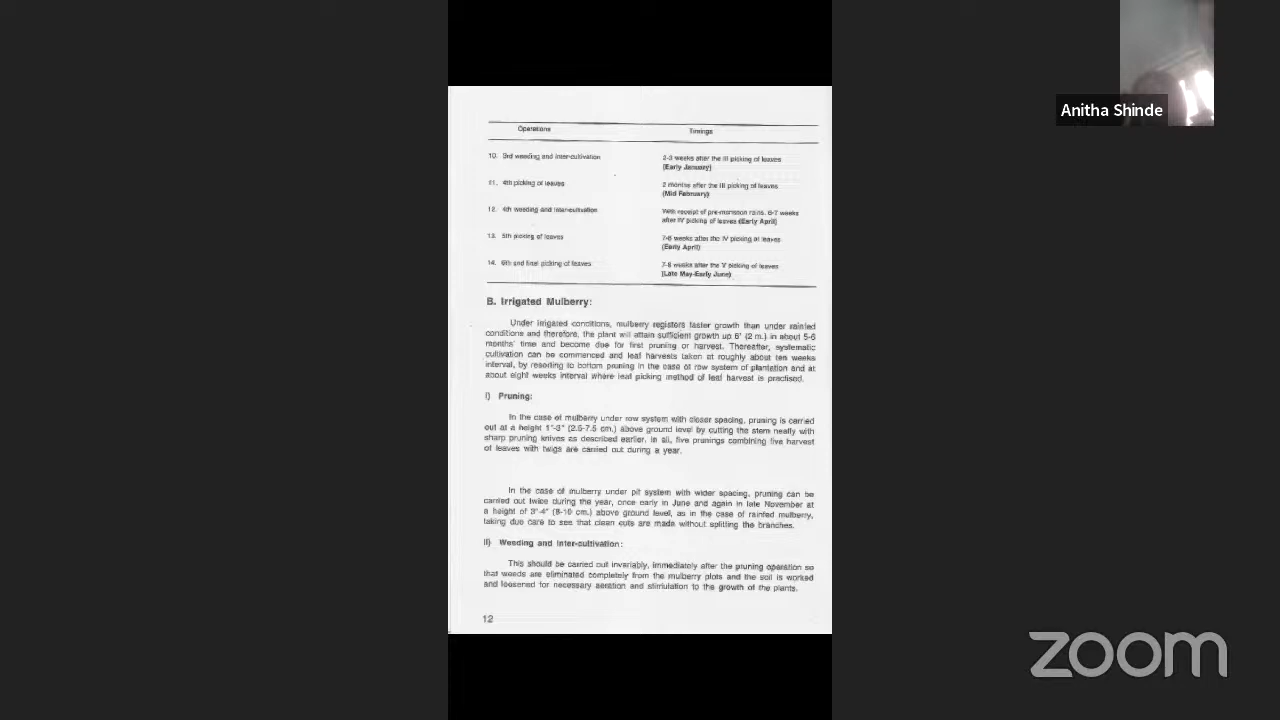 Anitha Shinde
Operations Timings
10. 3rd weeding and inter-cultivation 2-3 weeks after the III picking of leaves
(Early January)
11. 4th picking of leaves 2 months after the III picking of leaves
(Mid February)
12. 4th weeding and inter-cultivation With receipt of pre-monsoon rains. 6-7 weeks
after IV picking of leaves (Early April)
13. 5th picking of leaves 7-8 weeks after the IV picking of leaves
(Early April)
14. 6th and final picking of leaves 7-8 weeks after the V picking of leaves
(Late May-Early June)
B. Irrigated Mulberry:
Under irrigated conditions, mulberry registers faster growth than under rainfed
conditions and therefore, the plant will attain sufficient growth up 6' (2 m.) in about 5-6
months' time and become due for first pruning or harvest. Thereafter, systematic
cultivation can be commenced and leaf harvests taken at roughly about ten weeks
interval, by resorting to bottom pruning in the case of row system of plantation and at
about eight weeks interval where leaf picking method of leaf harvest is practised.
I) Pruning:
In the case of mulberry under row system with closer spacing, pruning is carried
out at a height 1"-3" (2.5-7.5 cm.) above ground level by cutting the stem neatly with
sharp pruning knives as described earlier. In all, five prunings combining five harvest
of leaves with twigs are carried out during a year.
In the case of mulberry under pit system with wider spacing, pruning can be
carried out twice during the year, once early in June and again in late November at
a height of 3"-4" (8-10 cm.) above ground level, as in the case of rainfed mulberry,
taking due care to see that clean cuts are made without splitting the branches.
II) Weeding and Inter-cultivation:
This should be carried out invariably, immediately after the pruning operation so
that weeds are eliminated completely from the mulberry plots and the soil is worked
and loosened for necessary aeration and stimulation to the growth of the plants.
12
zoom